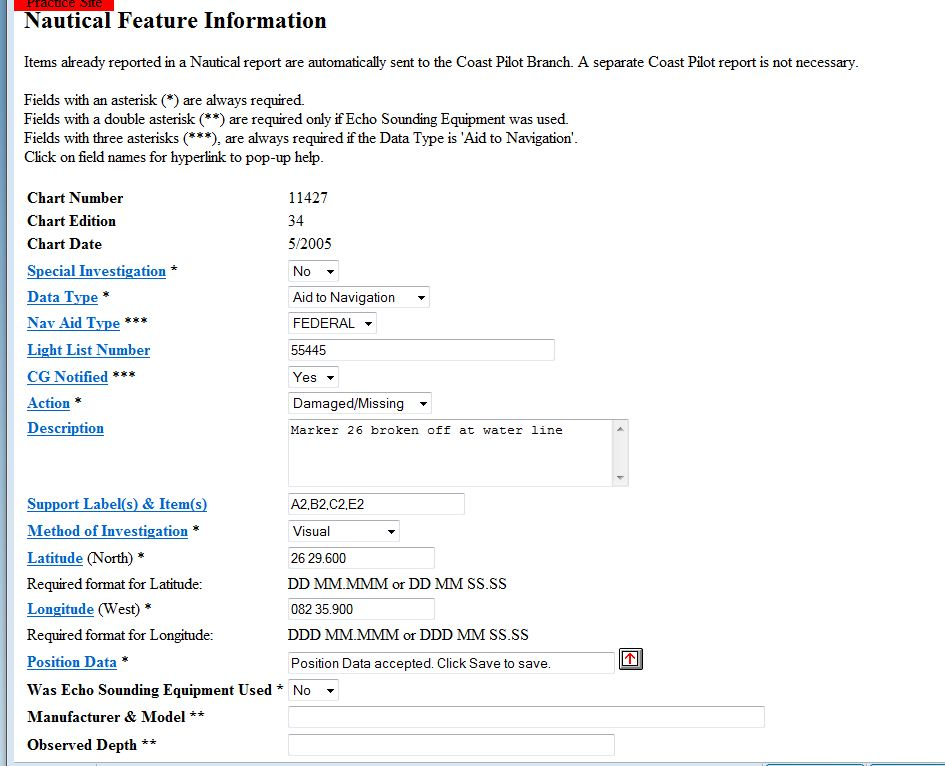 Practice Site
Nautical Feature Information
Items already reported in a Nautical report are automatically sent to the Coast Pilot Branch. A separate Coast Pilot report is not necessary.
Fields with an asterisk (*) are always required.
Fields with a double asterisk (**) are required only if Echo Sounding Equipment was used.
Fields with three asterisks (***), are always required if the Data Type is 'Aid to Navigation'.
Click on field names for hyperlink to pop-up help.
Chart Number 11427
Chart Edition 34
Chart Date 5/2005
Special Investigation * No
Data Type * Aid to Navigation
Nav Aid Type *** FEDERAL
Light List Number 55445
CG Notified *** Yes
Action * Damaged/Missing
Description Marker 26 broken off at water line
Support Label(s) & Item(s) A2,B2,C2,E2
Method of Investigation * Visual
Latitude (North) * 26 29.600
Required format for Latitude: DD MM.MMM or DD MM SS.SS
Longitude (West) * 082 35.900
Required format for Longitude: DDD MM.MMM or DDD MM SS.SS
Position Data * Position Data accepted. Click Save to save.
Was Echo Sounding Equipment Used * No
Manufacturer & Model **
Observed Depth **